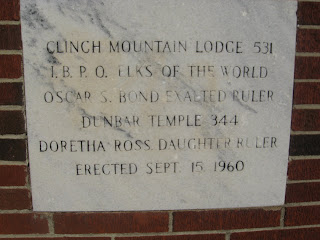 CLINCH MOUNTAIN LODGE 531
I.B.P.O. ELKS OF THE WORLD
OSCAR S. BOND EXALTED RULER
DUNBAR TEMPLE 344
DORETHA ROSS DAUGHTER RULER
ERECTED SEPT. 15, 1960